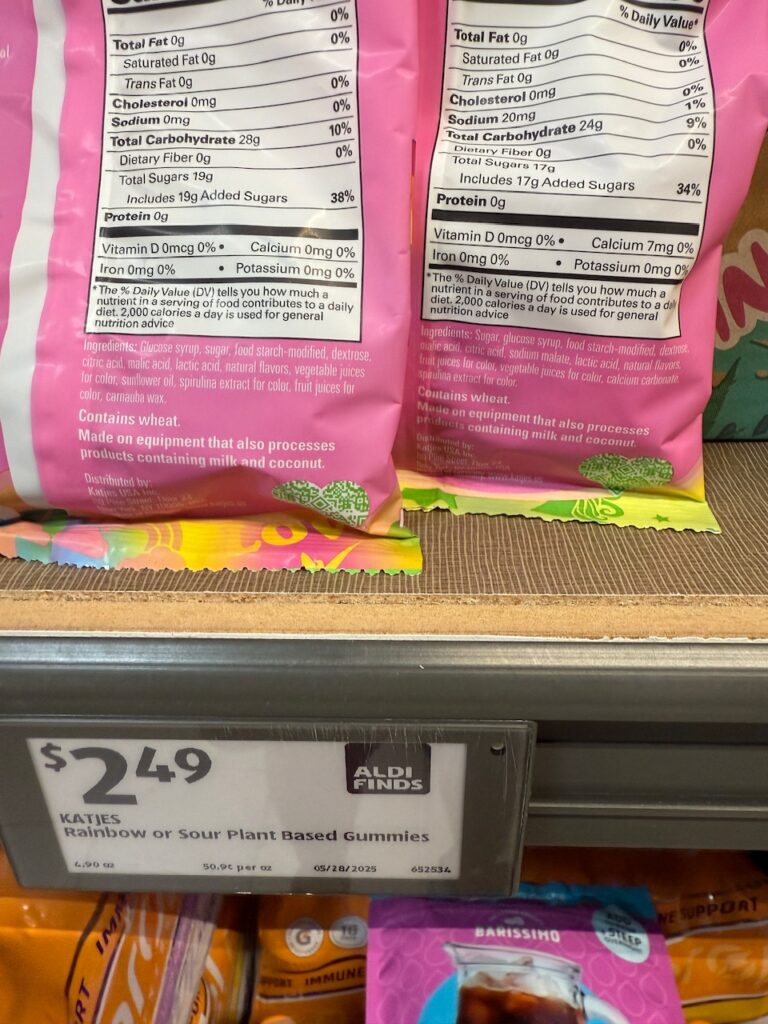 % Daily
0%
Total Fat 0g 0%
Saturated Fat 0g
Trans Fat 0g
Cholesterol 0mg 0%
Sodium 0mg 0%
Total Carbohydrate 28g 10%
Dietary Fiber 0g 0%
Total Sugars 19g
Includes 19g Added Sugars 38%
Protein 0g
Vitamin D 0mcg 0% • Calcium 0mg 0%
Iron 0mg 0% • Potassium 0mg 0%
*The % Daily Value (DV) tells you how much a
nutrient in a serving of food contributes to a daily
diet. 2,000 calories a day is used for general
nutrition advice
Ingredients: Glucose syrup, sugar, food starch-modified, dextrose,
citric acid, malic acid, lactic acid, natural flavors, vegetable juices
for color, sunflower oil, spirulina extract for color, fruit juices for
color, carnauba wax.
Contains wheat.
Made on equipment that also processes
products containing milk and coconut.
Distributed by:
Katjes USA Inc.
% Daily Value*
Total Fat 0g 0%
Saturated Fat 0g 0%
Trans Fat 0g
Cholesterol 0mg 0%
Sodium 20mg 1%
Total Carbohydrate 24g 9%
Dietary Fiber 0g 0%
Total Sugars 17g
Includes 17g Added Sugars 34%
Protein 0g
Vitamin D 0mcg 0% • Calcium 7mg 0%
Iron 0mg 0% • Potassium 0mg 0%
*The % Daily Value (DV) tells you how much a
nutrient in a serving of food contributes to a daily
diet. 2,000 calories a day is used for general
nutrition advice
Ingredients: Sugar, glucose syrup, food starch-modified, dextrose,
malic acid, citric acid, sodium malate, lactic acid, natural flavors,
fruit juices for color, vegetable juices for color, calcium carbonate,
spirulina extract for color.
Contains wheat.
Made on equipment that also processes
products containing milk and coconut.
Distributed by:
Katjes USA Inc.
$2.49
ALDI
FINDS
KATJES
Rainbow or Sour Plant Based Gummies
4.90 oz 50.9¢ per oz 05/28/2025 652534
BARISSIMO
IMMUNE
NE SUPPORT